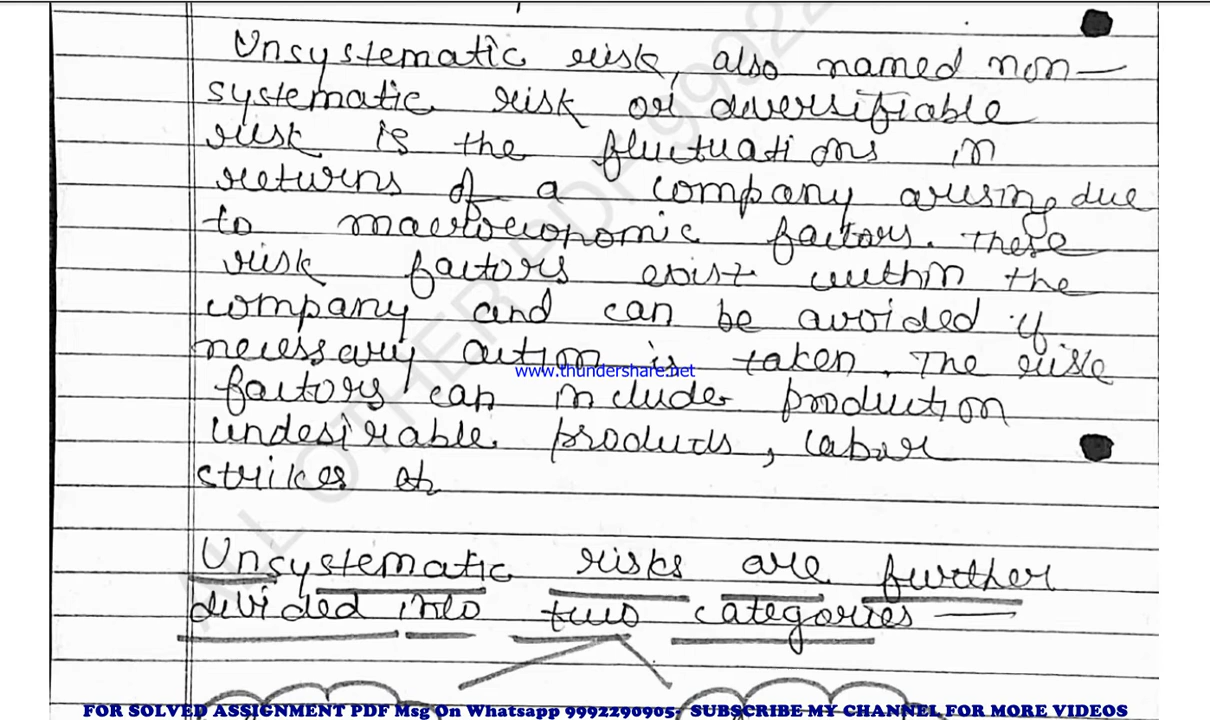 Unsystematic risk, also named non-
systematic risk or diversifiable
risk is the fluctuations in
returns of a company arising due
to macroeconomic factors. These
risk factors exist within the
company and can be avoided if
necessary action is taken. The risk
www.thundershare.net
factors can include production
undesirable products, labour
strikes etc
Unsystematic risks are further
divided into two categories —
FOR SOLVED ASSIGNMENT PDF Msg On Whatsapp 9992290905, SUBSCRIBE MY CHANNEL FOR MORE VIDEOS